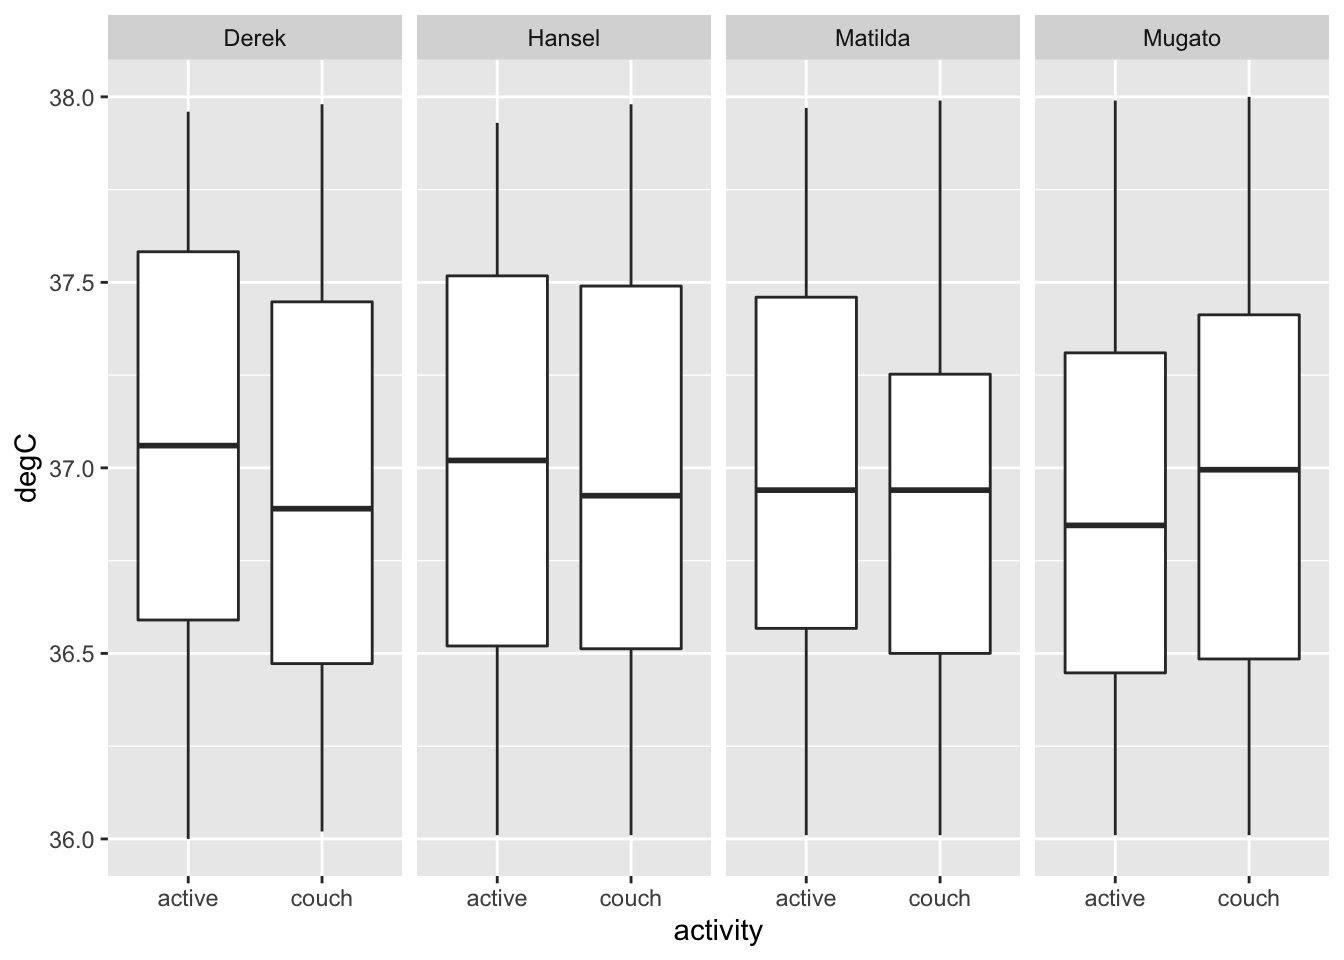 Derek Hansel Matilda Mugato
38.0
37.5
37.0
36.5
36.0
degC
active couch active couch active couch active couch
activity